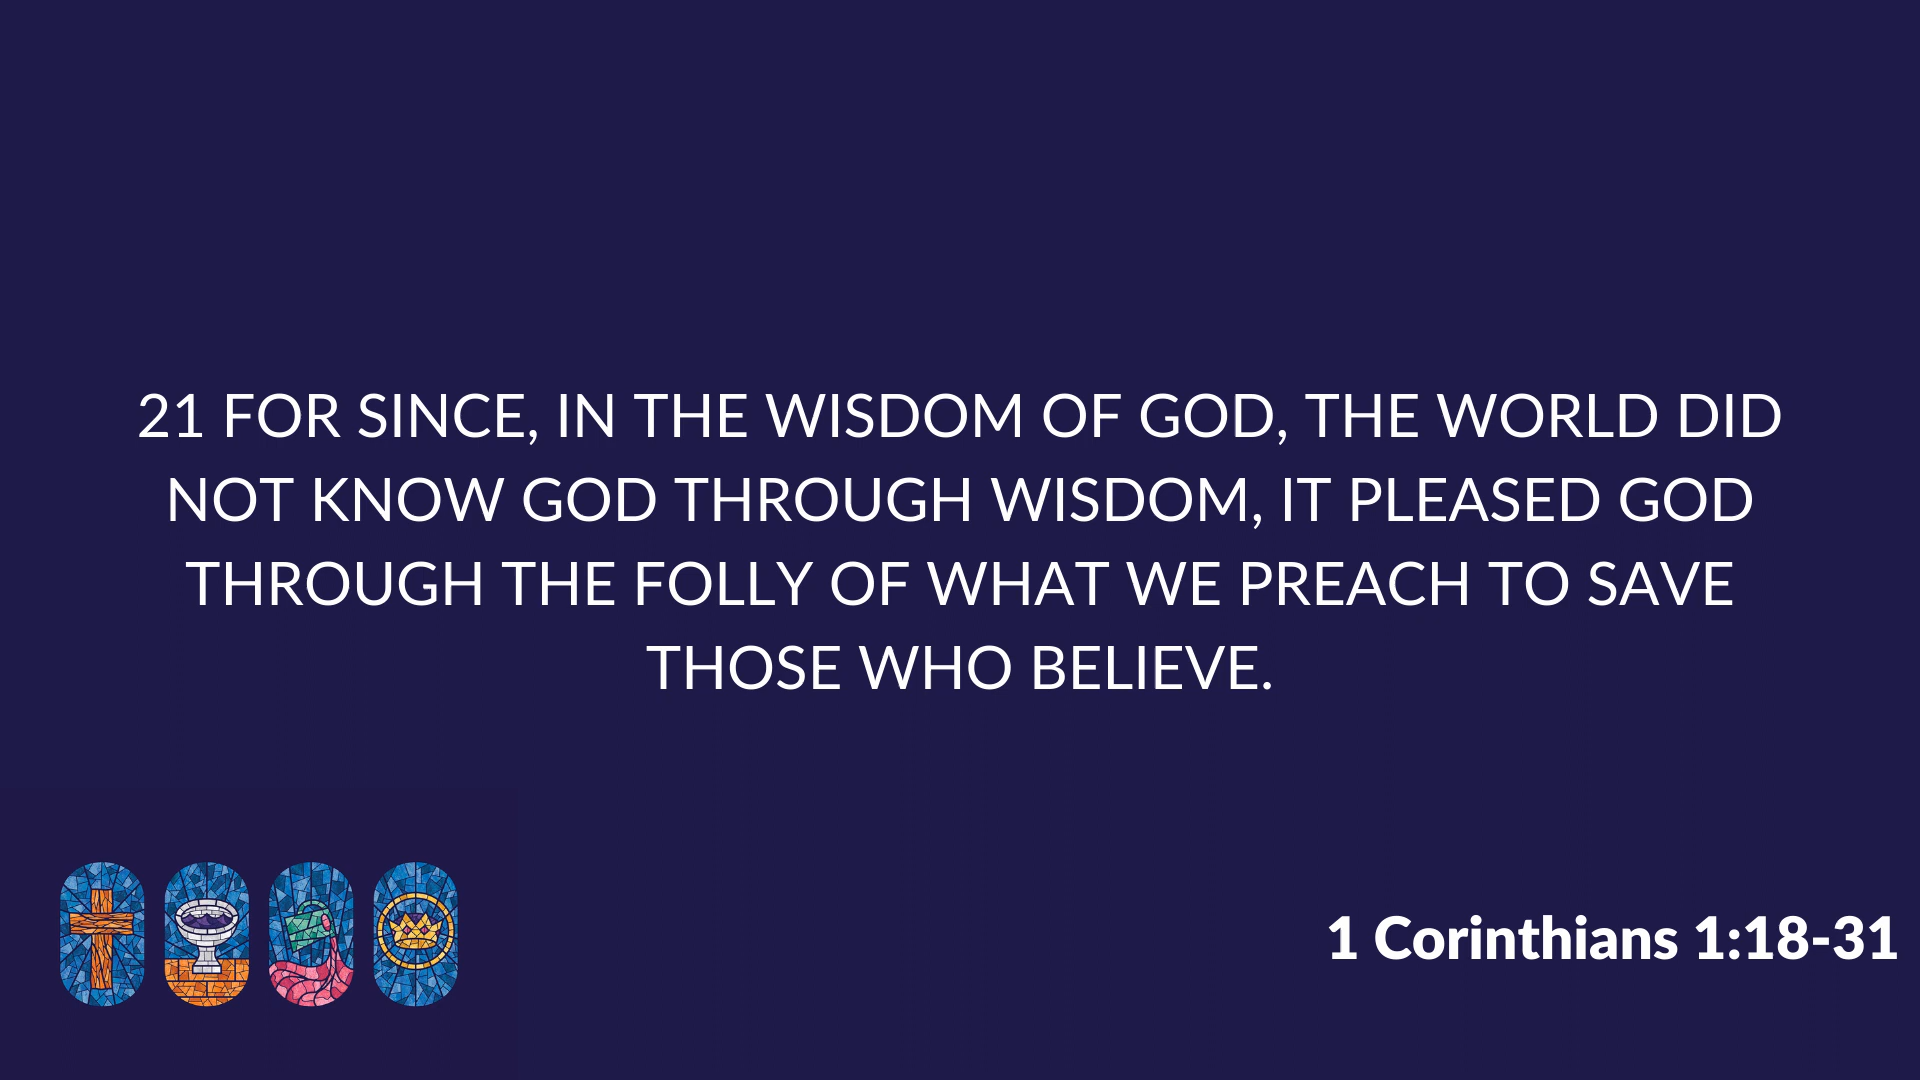 21 FOR SINCE, IN THE WISDOM OF GOD, THE WORLD DID
NOT KNOW GOD THROUGH WISDOM, IT PLEASED GOD
THROUGH THE FOLLY OF WHAT WE PREACH TO SAVE
THOSE WHO BELIEVE.
1 Corinthians 1:18-31